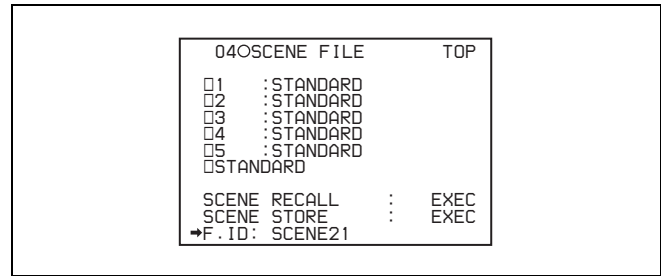 04○SCENE FILE TOP
□1 :STANDARD
□2 :STANDARD
□3 :STANDARD
□4 :STANDARD
□5 :STANDARD
□STANDARD
SCENE RECALL : EXEC
SCENE STORE : EXEC
➡F.ID: SCENE21